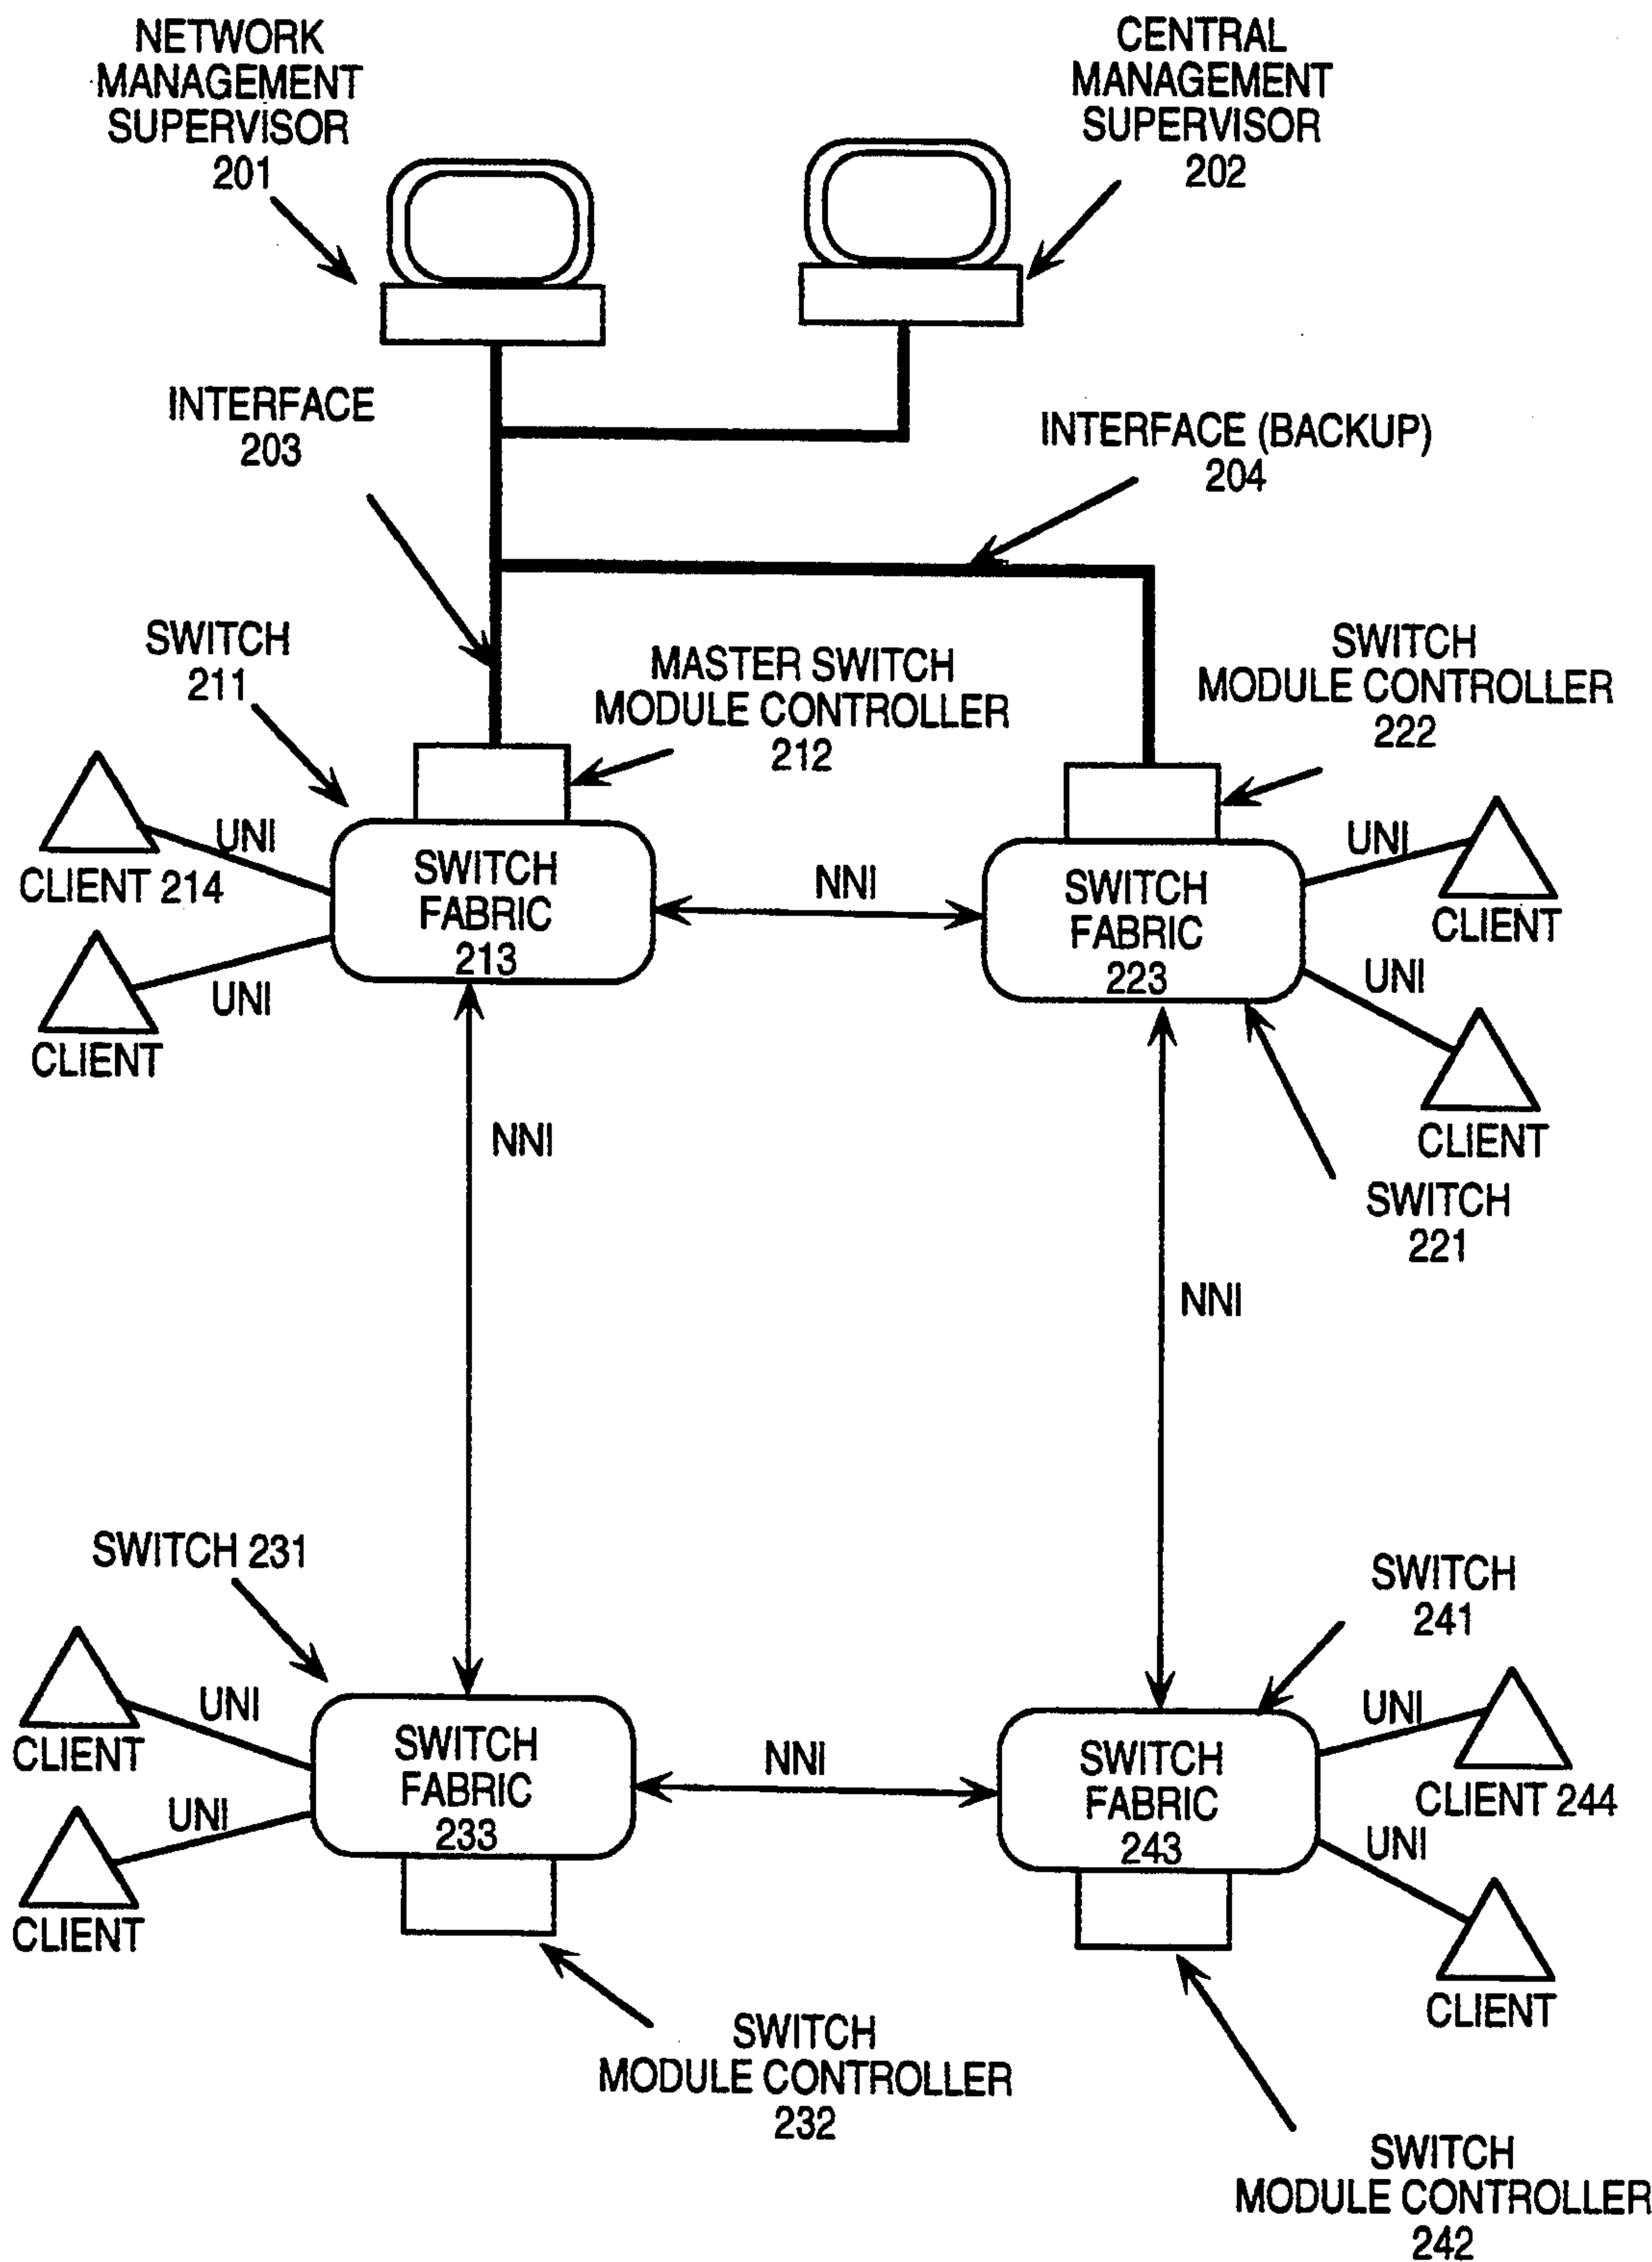 NETWORK
MANAGEMENT
SUPERVISOR
201
CENTRAL
MANAGEMENT
SUPERVISOR
202
INTERFACE
203
INTERFACE (BACKUP)
204
SWITCH
211
MASTER SWITCH
MODULE CONTROLLER
212
SWITCH
MODULE CONTROLLER
222
UNI
CLIENT 214
SWITCH
FABRIC
213
NNI
SWITCH
FABRIC
223
UNI
CLIENT
UNI
CLIENT
UNI
CLIENT
NNI
SWITCH
221
NNI
SWITCH 231
SWITCH
241
UNI
CLIENT
SWITCH
FABRIC
233
NNI
SWITCH
FABRIC
243
UNI
CLIENT 244
UNI
CLIENT
UNI
CLIENT
SWITCH
MODULE CONTROLLER
232
SWITCH
MODULE CONTROLLER
242